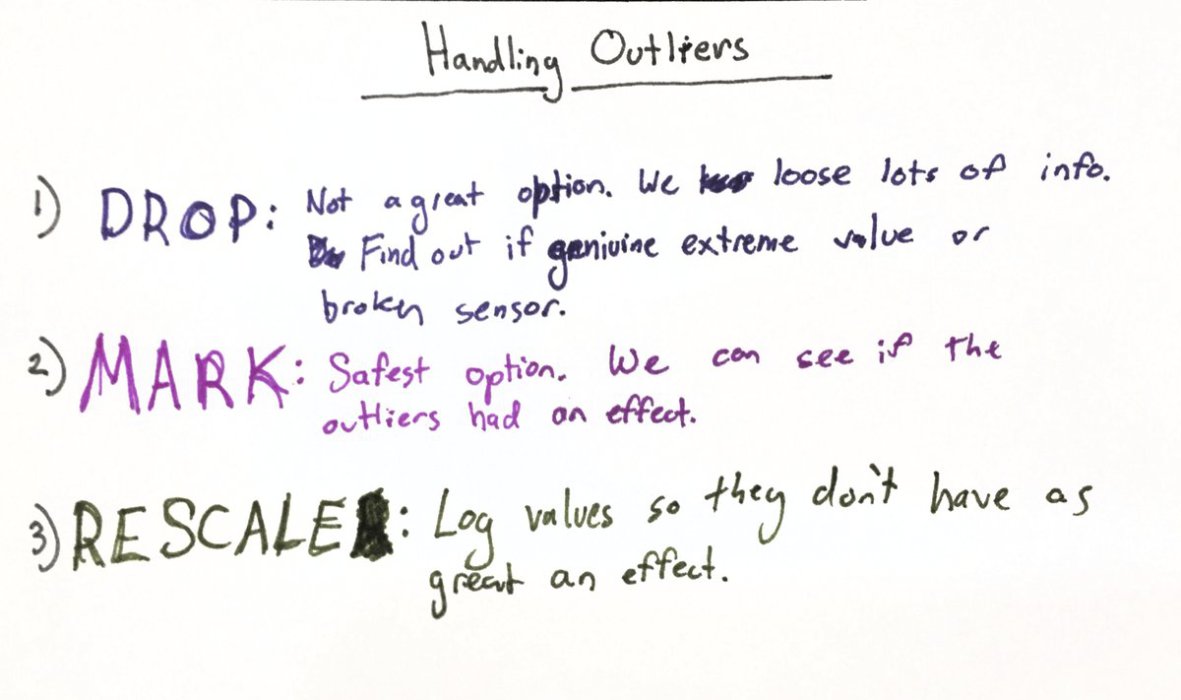 Handling Outliers
1) DROP: Not a great option. We loose lots of info.
Find out if geniuine extreme value or
broken sensor.
2) MARK: Safest option. We can see if the
outliers had an effect.
3) RESCALE: Log values so they don't have as
great an effect.